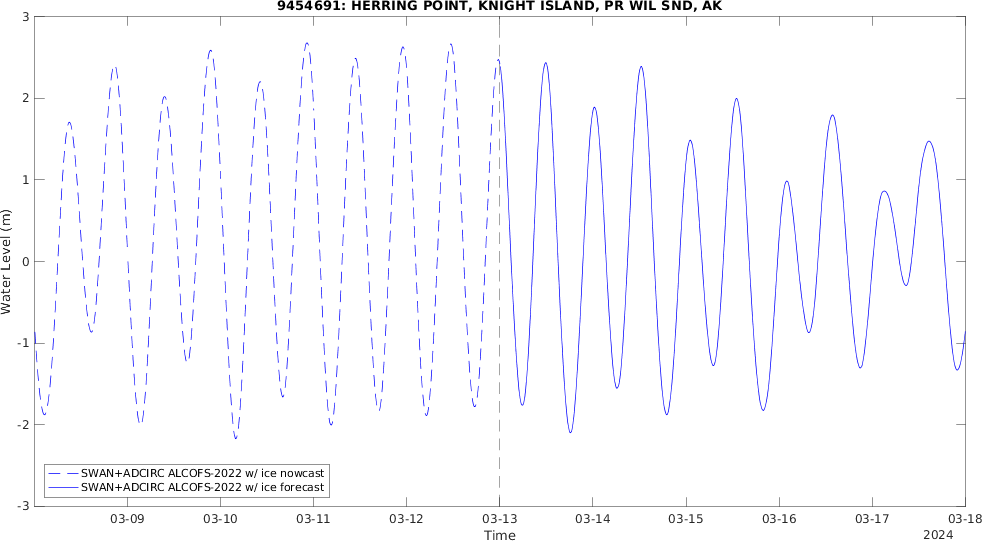 9454691: HERRING POINT, KNIGHT ISLAND, PR WIL SND, AK
3
2
1
0
-1
-2
-3
Water Level (m)
SWAN+ADCIRC ALCOFS-2022 w/ ice nowcast
SWAN+ADCIRC ALCOFS-2022 w/ ice forecast
03-09 03-10 03-11 03-12 03-13 03-14 03-15 03-16 03-17 03-18
Time
2024